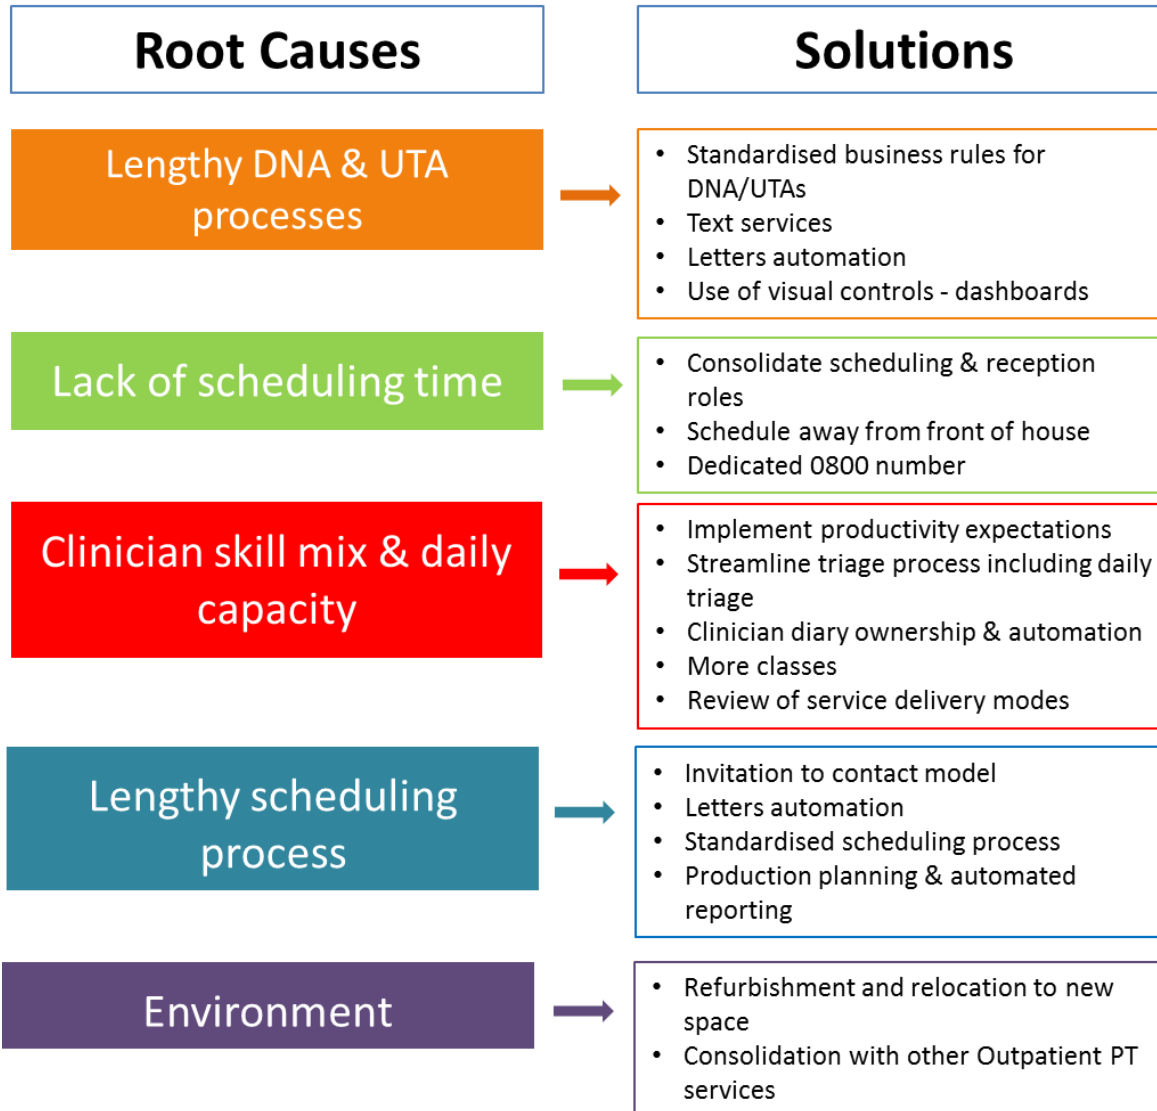 Root Causes
Solutions
Lengthy DNA & UTA
processes
• Standardised business rules for
DNA/UTAs
• Text services
• Letters automation
• Use of visual controls - dashboards
Lack of scheduling time
• Consolidate scheduling & reception
roles
• Schedule away from front of house
• Dedicated 0800 number
Clinician skill mix & daily
capacity
• Implement productivity expectations
• Streamline triage process including daily
triage
• Clinician diary ownership & automation
• More classes
• Review of service delivery modes
Lengthy scheduling
process
• Invitation to contact model
• Letters automation
• Standardised scheduling process
• Production planning & automated
reporting
Environment
• Refurbishment and relocation to new
space
• Consolidation with other Outpatient PT
services